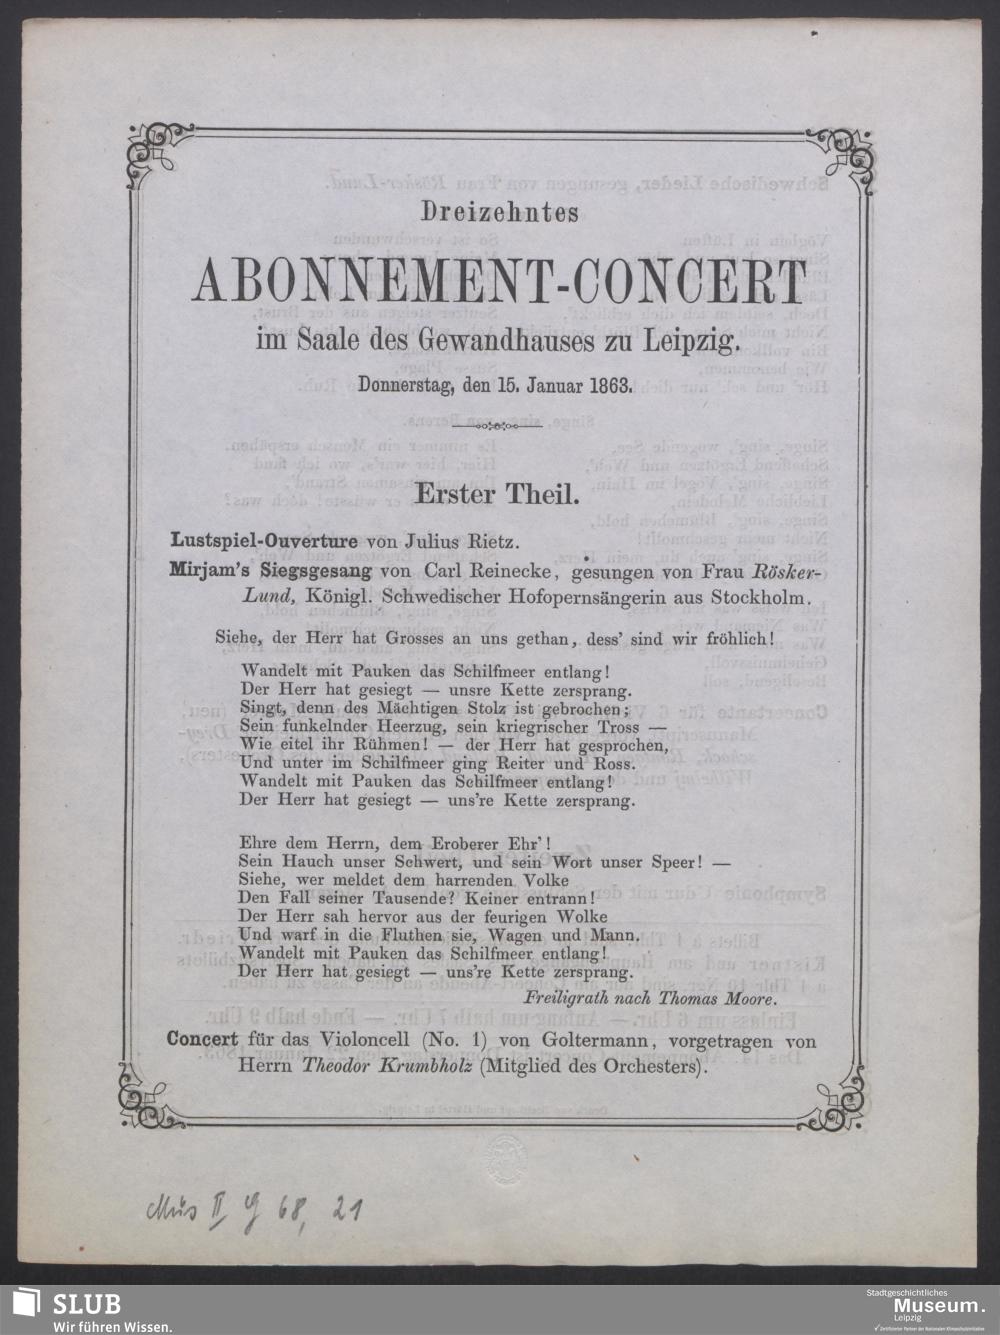 Dreizehntes
ABONNEMENT-CONCERT
im Saale des Gewandhauses zu Leipzig.
Donnerstag, den 15. Januar 1863.
Erster Theil.
Lustspiel-Ouverture von Julius Rietz.
Mirjam's Siegsgesang von Carl Reinecke, gesungen von Frau Rösker-
Lund, Königl. Schwedischer Hofopernsängerin aus Stockholm.
Siehe, der Herr hat Grosses an uns gethan, dess' sind wir fröhlich!
Wandelt mit Pauken das Schilfmeer entlang!
Der Herr hat gesiegt — unsre Kette zersprang.
Singt, denn des Mächtigen Stolz ist gebrochen;
Sein funkelnder Heerzug, sein kriegrischer Tross —
Wie eitel ihr Rühmen! — der Herr hat gesprochen,
Und unter im Schilfmeer ging Reiter und Ross.
Wandelt mit Pauken das Schilfmeer entlang!
Der Herr hat gesiegt — uns're Kette zersprang.
Ehre dem Herrn, dem Eroberer Ehr'!
Sein Hauch unser Schwert, und sein Wort unser Speer! —
Siehe, wer meldet dem harrenden Volke
Den Fall seiner Tausende? Keiner entrann!
Der Herr sah hervor aus der feurigen Wolke
Und warf in die Fluthen sie, Wagen und Mann.
Wandelt mit Pauken das Schilfmeer entlang!
Der Herr hat gesiegt — uns're Kette zersprang.
Freiligrath nach Thomas Moore.
Concert für das Violoncell (No. 1) von Goltermann, vorgetragen von
Herrn Theodor Krumbholz (Mitglied des Orchesters).
Mus II G 68, 21
SLUB
Wir führen Wissen.
Stadtgeschichtliches
Museum.
Leipzig
Zertifizierter Partner der Nationalen Klimaschutzinitiative